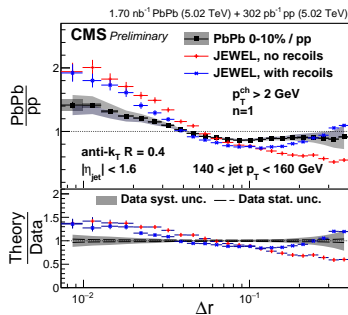 1.70 nb⁻¹ PbPb (5.02 TeV) + 302 pb⁻¹ pp (5.02 TeV)
CMS Preliminary
PbPb 0-10% / pp
JEWEL, no recoils
JEWEL, with recoils
p_T^ch > 2 GeV
n=1
2
PbPb
pp
1
anti-k_T R = 0.4
|η_jet| < 1.6
140 < jet p_T < 160 GeV
2
Data syst. unc.
Data stat. unc.
Theory
Data
1
0
10⁻²
10⁻¹
Δr